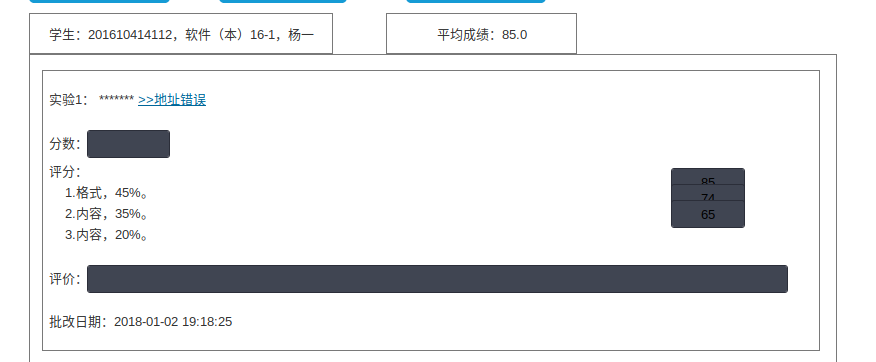 学生：201610414112，软件（本）16-1，杨一
平均成绩：85.0
实验1： ******* >>地址错误
分数：
评分：
85
1.格式，45%。
74
2.内容，35%。
65
3.内容，20%。
评价：
批改日期：2018-01-02 19:18:25